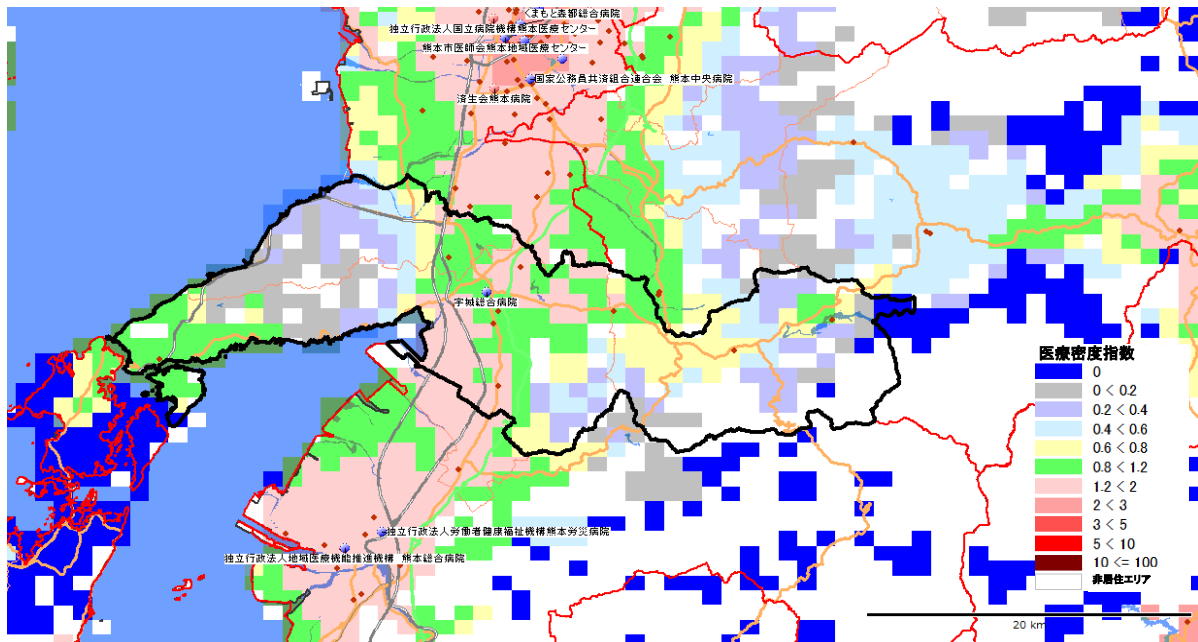 くまもと森都総合病院
独立行政法人国立病院機構熊本医療センター
熊本市医師会熊本地域医療センター
国家公務員共済組合連合会 熊本中央病院
済生会熊本病院
宇城総合病院
独立行政法人労働者健康福祉機構熊本労災病院
独立行政法人地域医療機能推進機構 熊本総合病院
医療密度指数
0
0 < 0.2
0.2 < 0.4
0.4 < 0.6
0.6 < 0.8
0.8 < 1.2
1.2 < 2
2 < 3
3 < 5
5 < 10
10 <= 100
非居住エリア
20 km